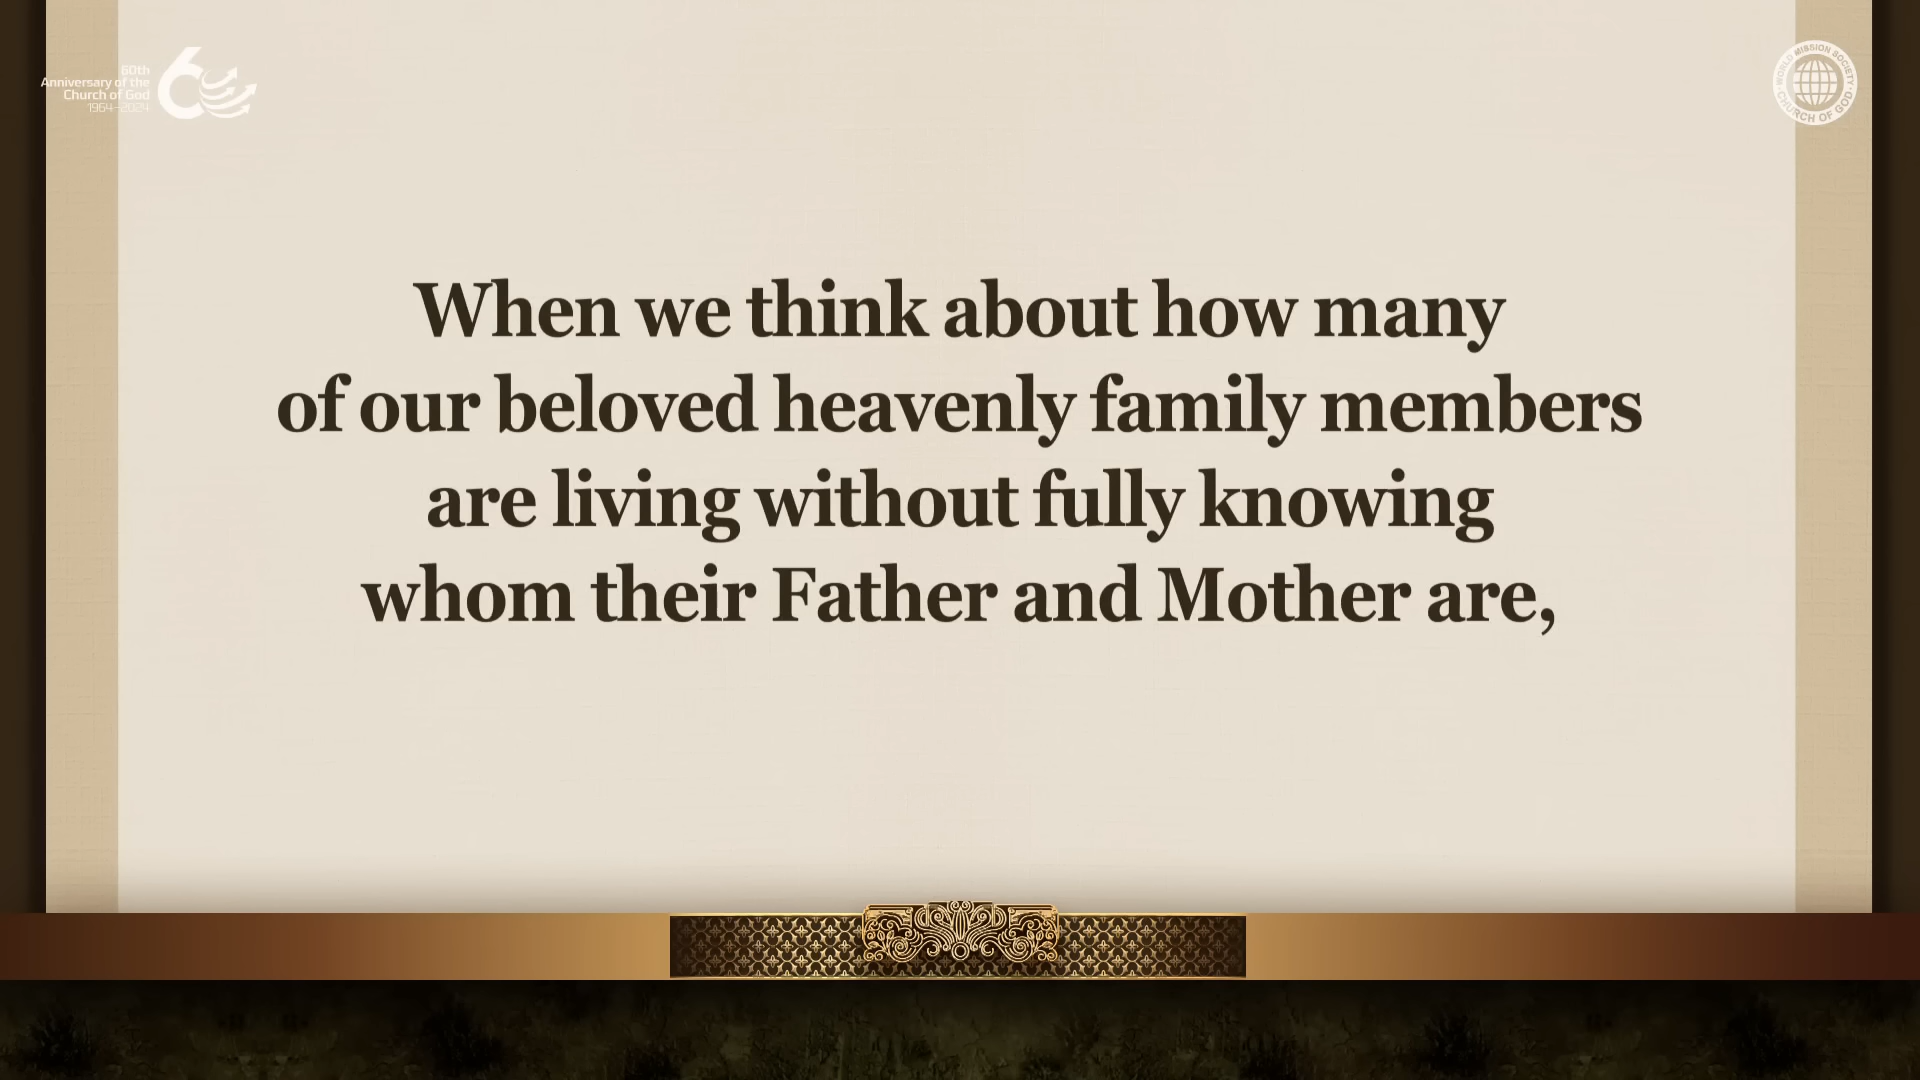 60th
Anniversary of the
Church of God
1964–2024
60
WORLD MISSION SOCIETY
CHURCH OF GOD
When we think about how many
of our beloved heavenly family members
are living without fully knowing
whom their Father and Mother are,